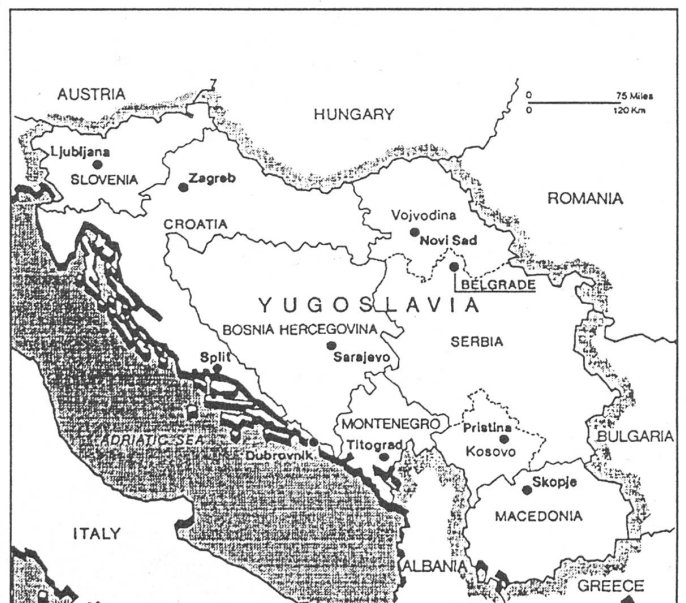 AUSTRIA
HUNGARY
0 75 Miles
0 120 Km
Ljubljana
SLOVENIA
Zagreb
CROATIA
ROMANIA
Vojvodina
Novi Sad
BELGRADE
YUGOSLAVIA
BOSNIA HERCEGOVINA
SERBIA
Sarajevo
Split
MONTENEGRO
Titograd
Pristina
Kosovo
BULGARIA
ADRIATIC SEA
Dubrovnik
Skopje
MACEDONIA
ITALY
ALBANIA
GREECE